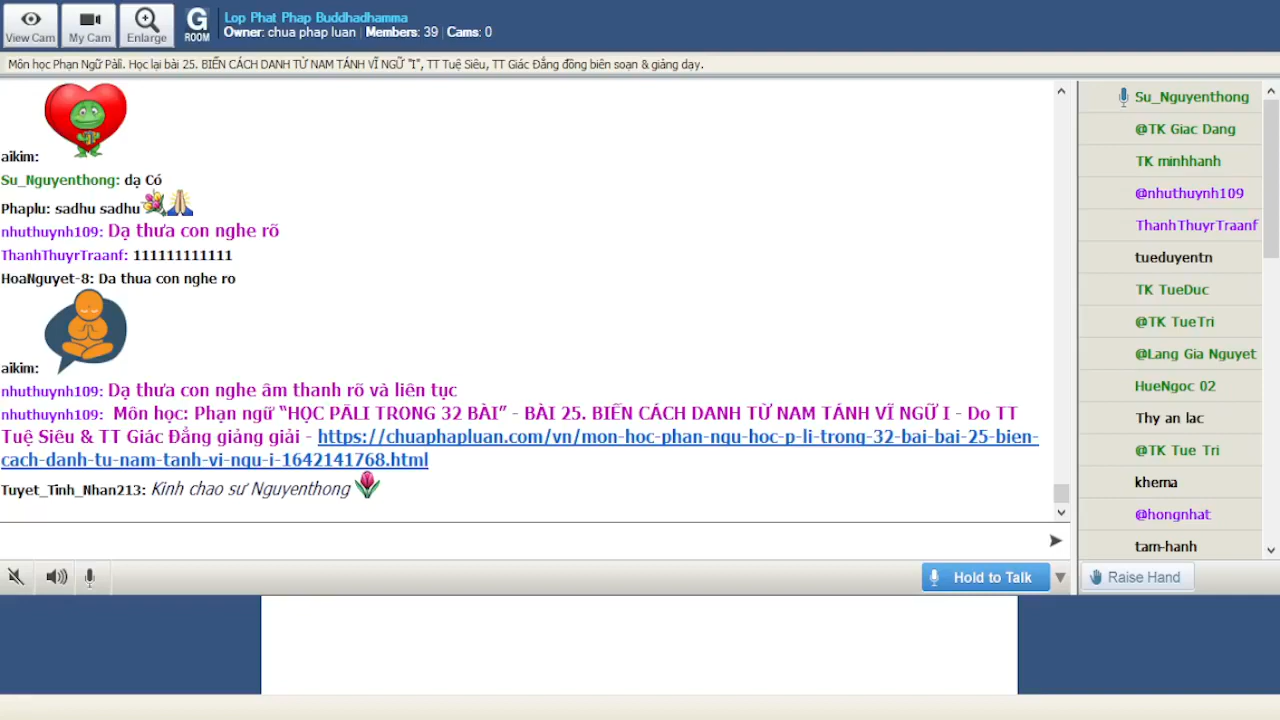 View Cam
My Cam
Enlarge
G
ROOM
Lop Phat Phap Buddhadhamma
Owner: chua phap luan | Members: 39 | Cams: 0
Môn học Phạn Ngữ Pāli. Học lại bài 25. BIẾN CÁCH DANH TỪ NAM TÁNH VĨ NGỮ "I", TT Tuệ Siêu, TT Giác Đẳng đồng biên soạn & giảng dạy.
aikim:
Su_Nguyenthong: dạ Có
Phaplu: sadhu sadhu
nhuthuynh109: Dạ thưa con nghe rõ
ThanhThuyrTraanf: 111111111111
HoaNguyet-8: Da thua con nghe ro
aikim:
nhuthuynh109: Dạ thưa con nghe âm thanh rõ và liên tục
nhuthuynh109: Môn học: Phạn ngữ “HỌC PĀLI TRONG 32 BÀI” - BÀI 25. BIẾN CÁCH DANH TỪ NAM TÁNH VĨ NGỮ I - Do TT
Tuệ Siêu & TT Giác Đẳng giảng giải - https://chuaphapluan.com/vn/mon-hoc-phan-ngu-hoc-p-li-trong-32-bai-bai-25-bien-
cach-danh-tu-nam-tanh-vi-ngu-i-1642141768.html
Tuyet_Tinh_Nhan213: Kinh chao sư Nguyenthong
Hold to Talk
Su_Nguyenthong
@TK Giac Dang
TK minhhanh
@nhuthuynh109
ThanhThuyrTraanf
tueduyentn
TK TueDuc
@TK TueTri
@Lang Gia Nguyet
HueNgoc 02
Thy an lac
@TK Tue Tri
khema
@hongnhat
tam-hanh
Raise Hand